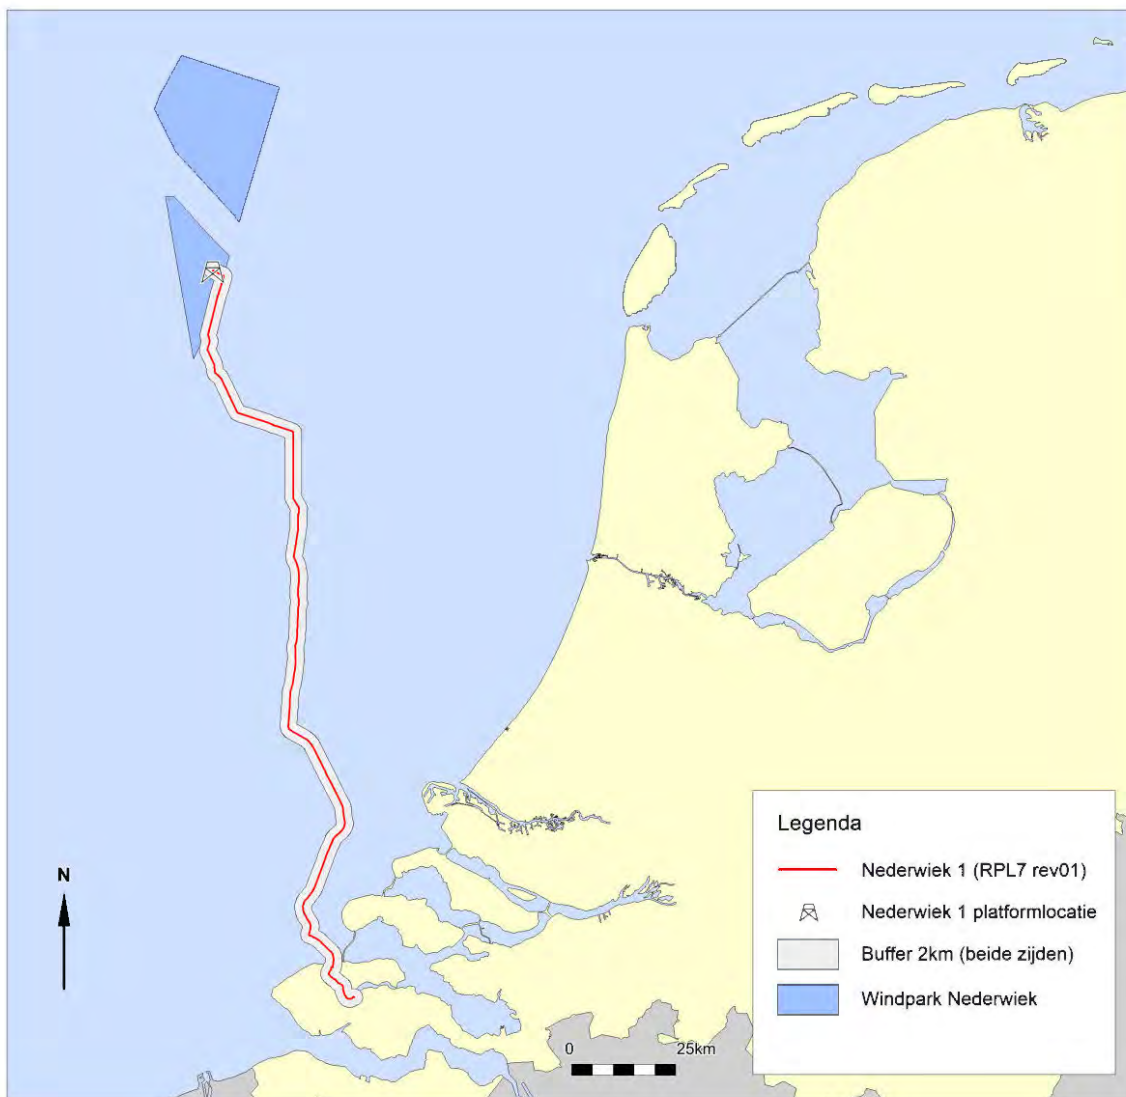 N
Legenda
Nederwiek 1 (RPL7 rev01)
Nederwiek 1 platformlocatie
Buffer 2km (beide zijden)
Windpark Nederwiek
0 25km